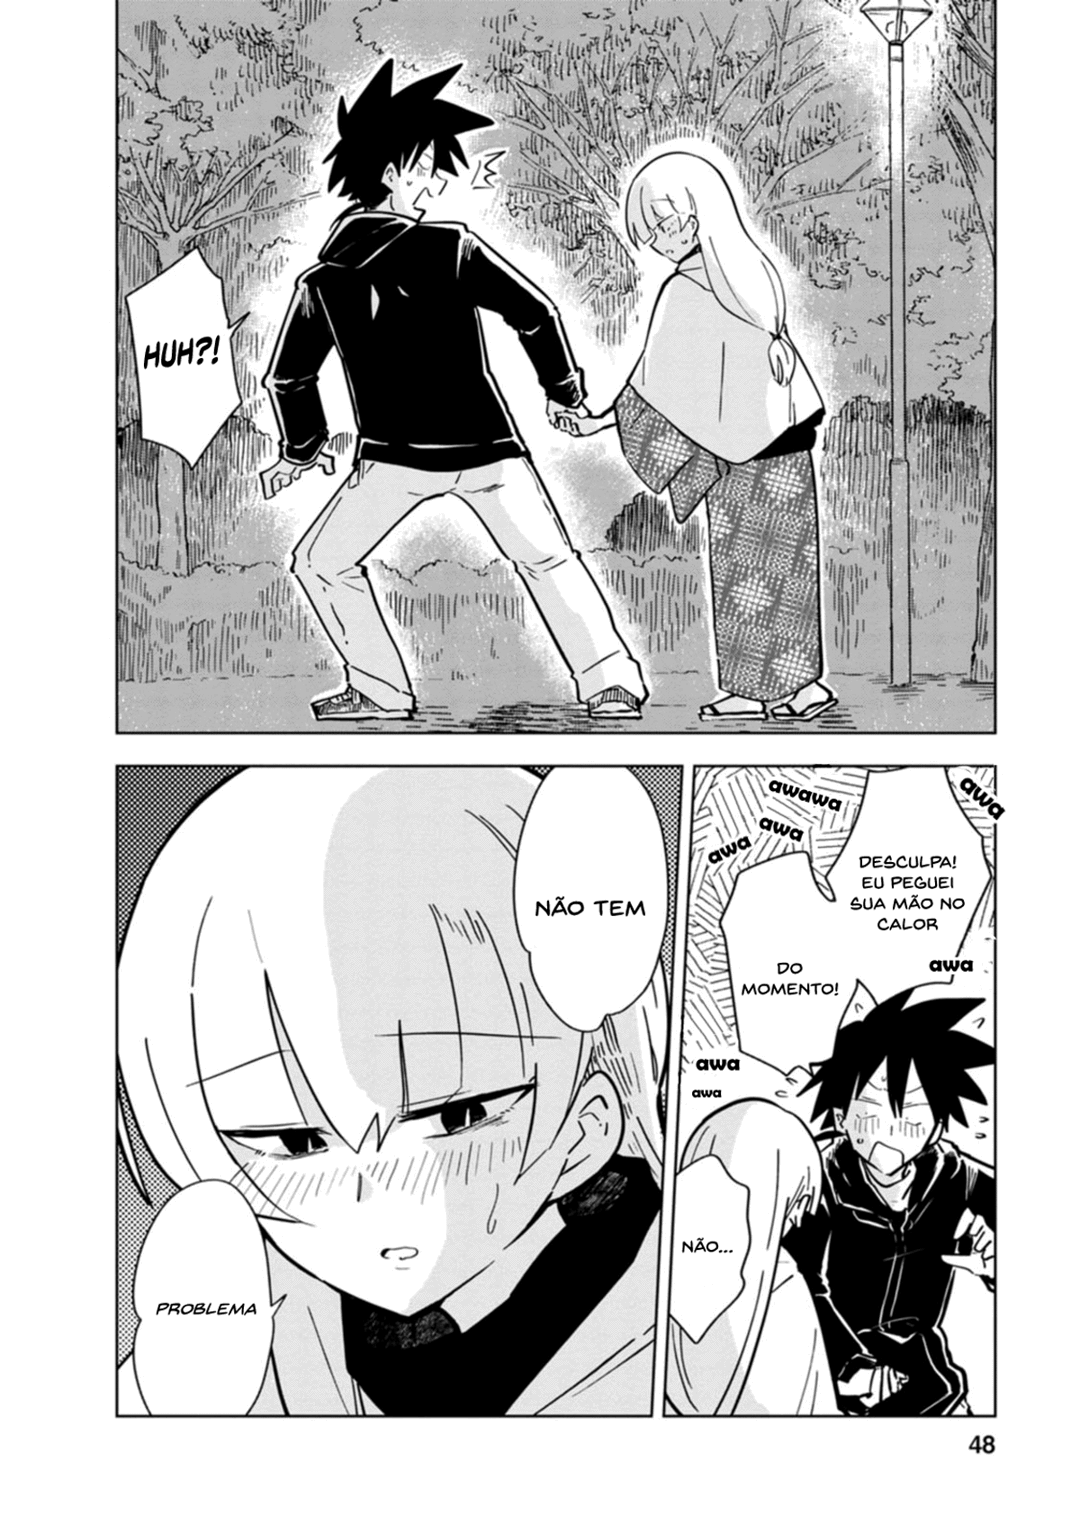 HUH?!
awa
awawa
awa
awa
DESCULPA!
EU PEGUEI
SUA MÃO NO
CALOR
DO
MOMENTO!
awa
awa
awa
NÃO...
NÃO TEM
PROBLEMA
48